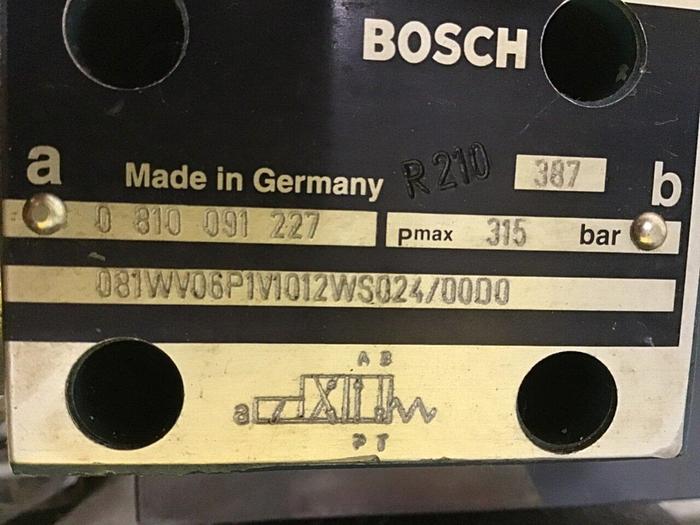 BOSCH
a
Made in Germany R 210 387 b
0 810 091 227 Pmax 315 bar
081WV06P1V1012WS024/00D0
A B
a
P T